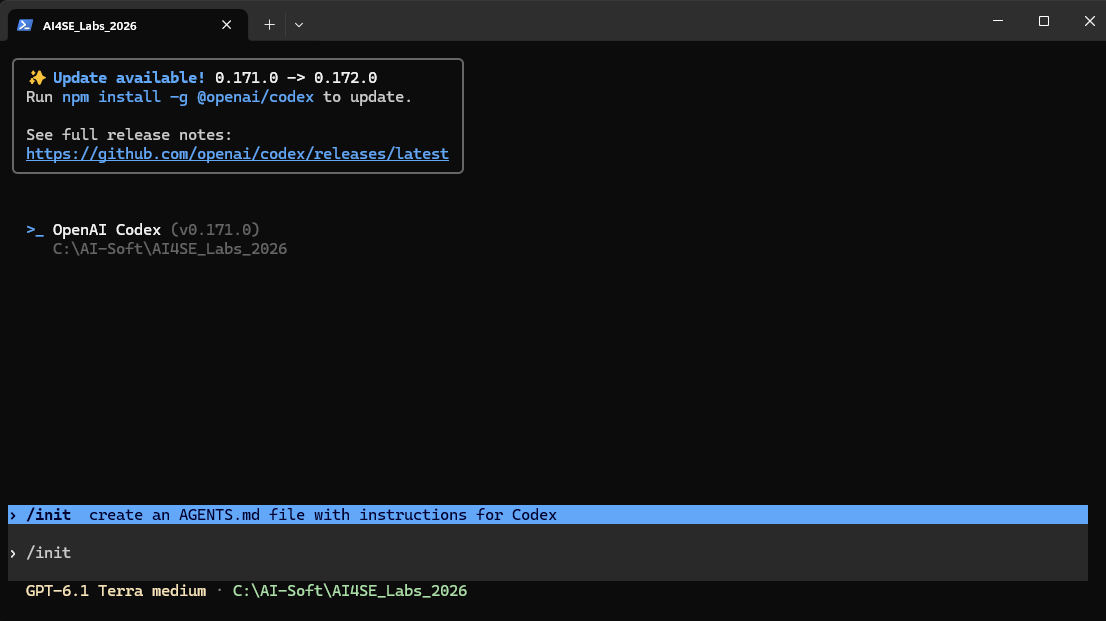 AI4SE_Labs_2026
✨ Update available! 0.171.0 -> 0.172.0
Run npm install -g @openai/codex to update.
See full release notes:
https://github.com/openai/codex/releases/latest
>_ OpenAI Codex (v0.171.0)
C:\AI-Soft\AI4SE_Labs_2026
› /init  create an AGENTS.md file with instructions for Codex
› /init
GPT-6.1 Terra medium · C:\AI-Soft\AI4SE_Labs_2026